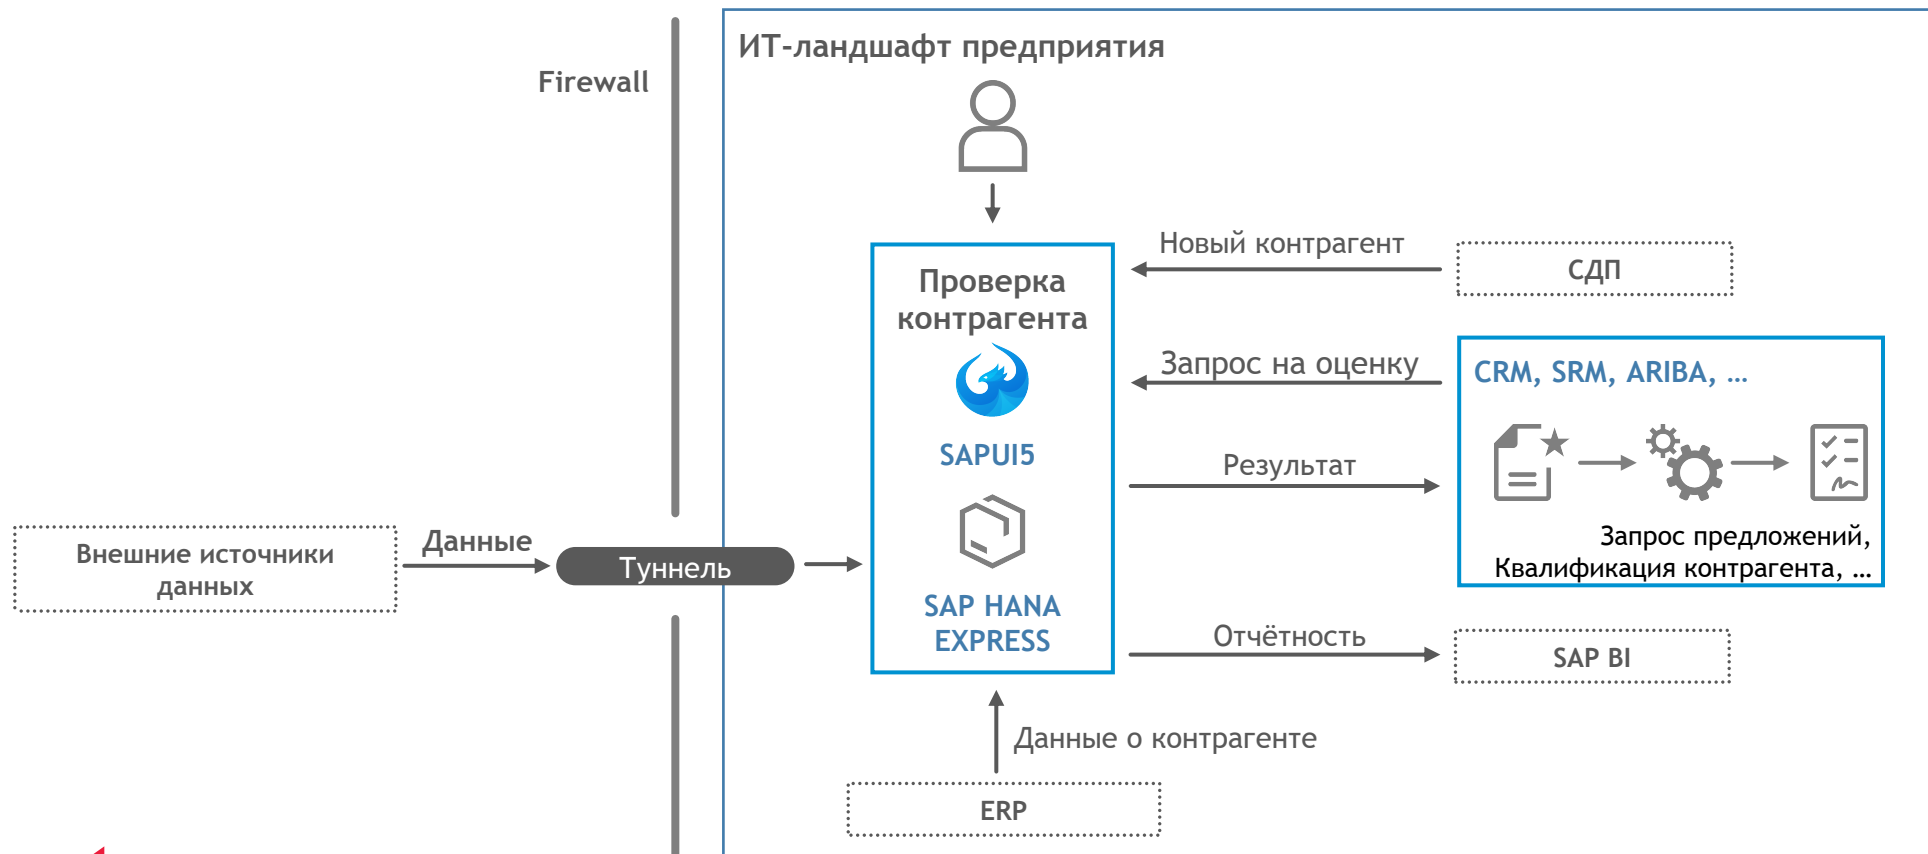 ИТ-ландшафт предприятия
Firewall
Новый контрагент
СДП
Проверка
контрагента
Запрос на оценку
CRM, SRM, ARIBA, ...
SAPUI5
Результат
Запрос предложений,
Квалификация контрагента, ...
Внешние источники
данных
Данные
Туннель
SAP HANA
EXPRESS
Отчётность
SAP BI
Данные о контрагенте
ERP